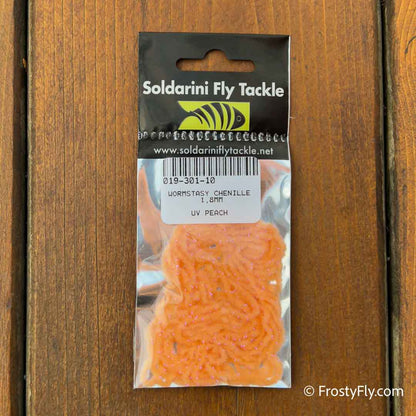 Soldarini Fly Tackle
www.soldariniflytackle.net
019-301-10
WORMSTASY CHENILLE
1,8MM
UV PEACH
© FrostyFly.com